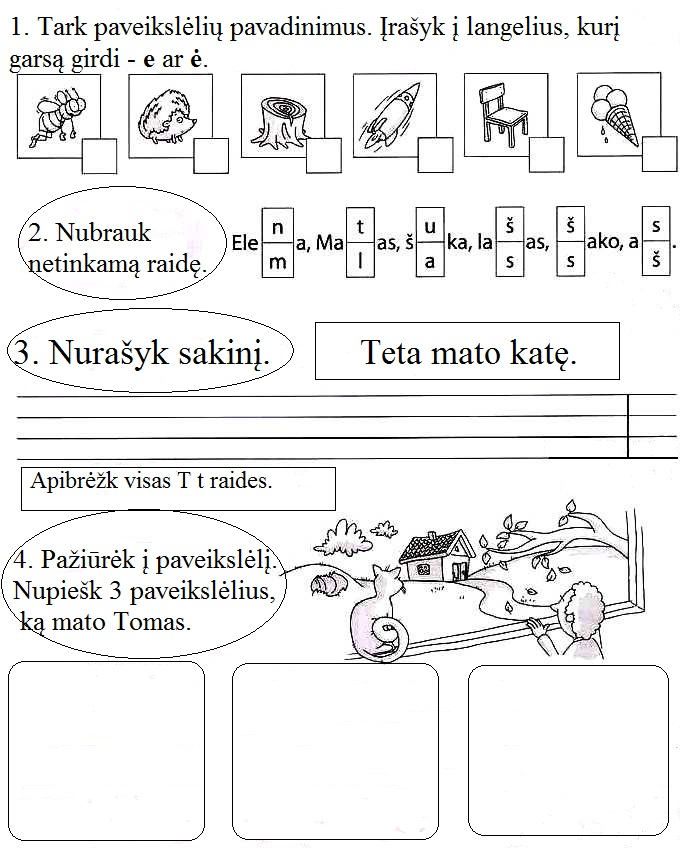 1. Tark paveikslėlių pavadinimus. Įrašyk į langelius, kurį
garsą girdi - e ar ė.
2. Nubrauk
netinkamą raidę.
Ele n m a, Ma t l as, š u a ka, la š s as, š s ako, a s š .
3. Nurašyk sakinį.
Teta mato katę.
Apibrėžk visas T t raides.
4. Pažiūrėk į paveikslėlį.
Nupiešk 3 paveikslėlius,
ką mato Tomas.